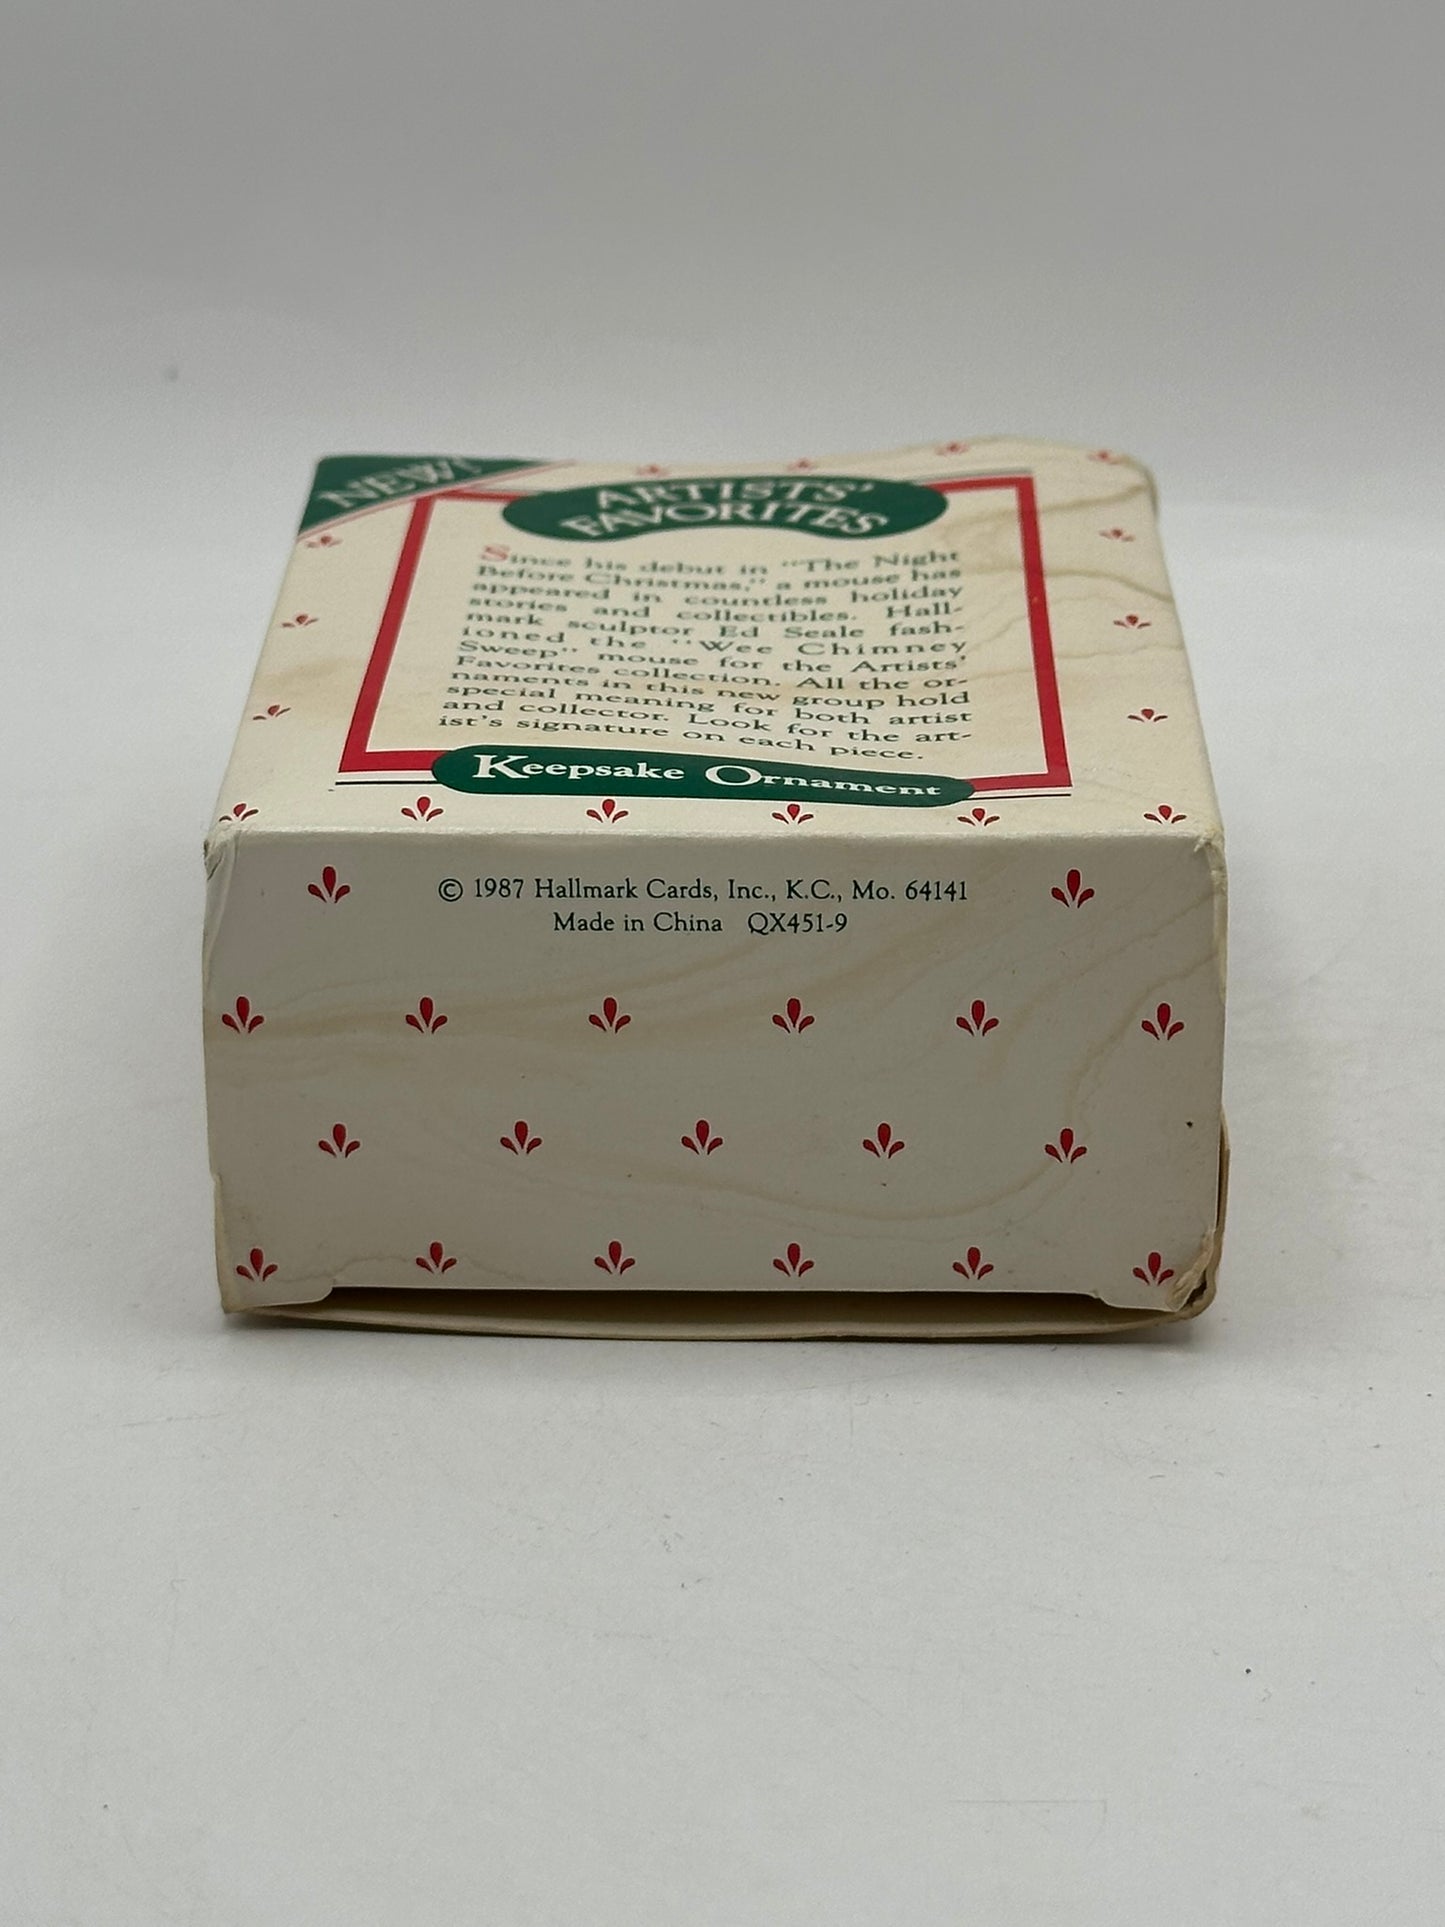 NEW!
ARTISTS'
FAVORITES
Since his debut in "The Night
Before Christmas," a mouse has
appeared in countless holiday
stories and collectibles. Hall-
mark sculptor Ed Seale fash-
ioned the "Wee Chimney
Sweep" mouse for the Artists'
Favorites collection. All the or-
naments in this new group hold
special meaning for both artist
and collector. Look for the art-
ist's signature on each piece.
Keepsake Ornament
© 1987 Hallmark Cards, Inc., K.C., Mo. 64141
Made in China QX451-9